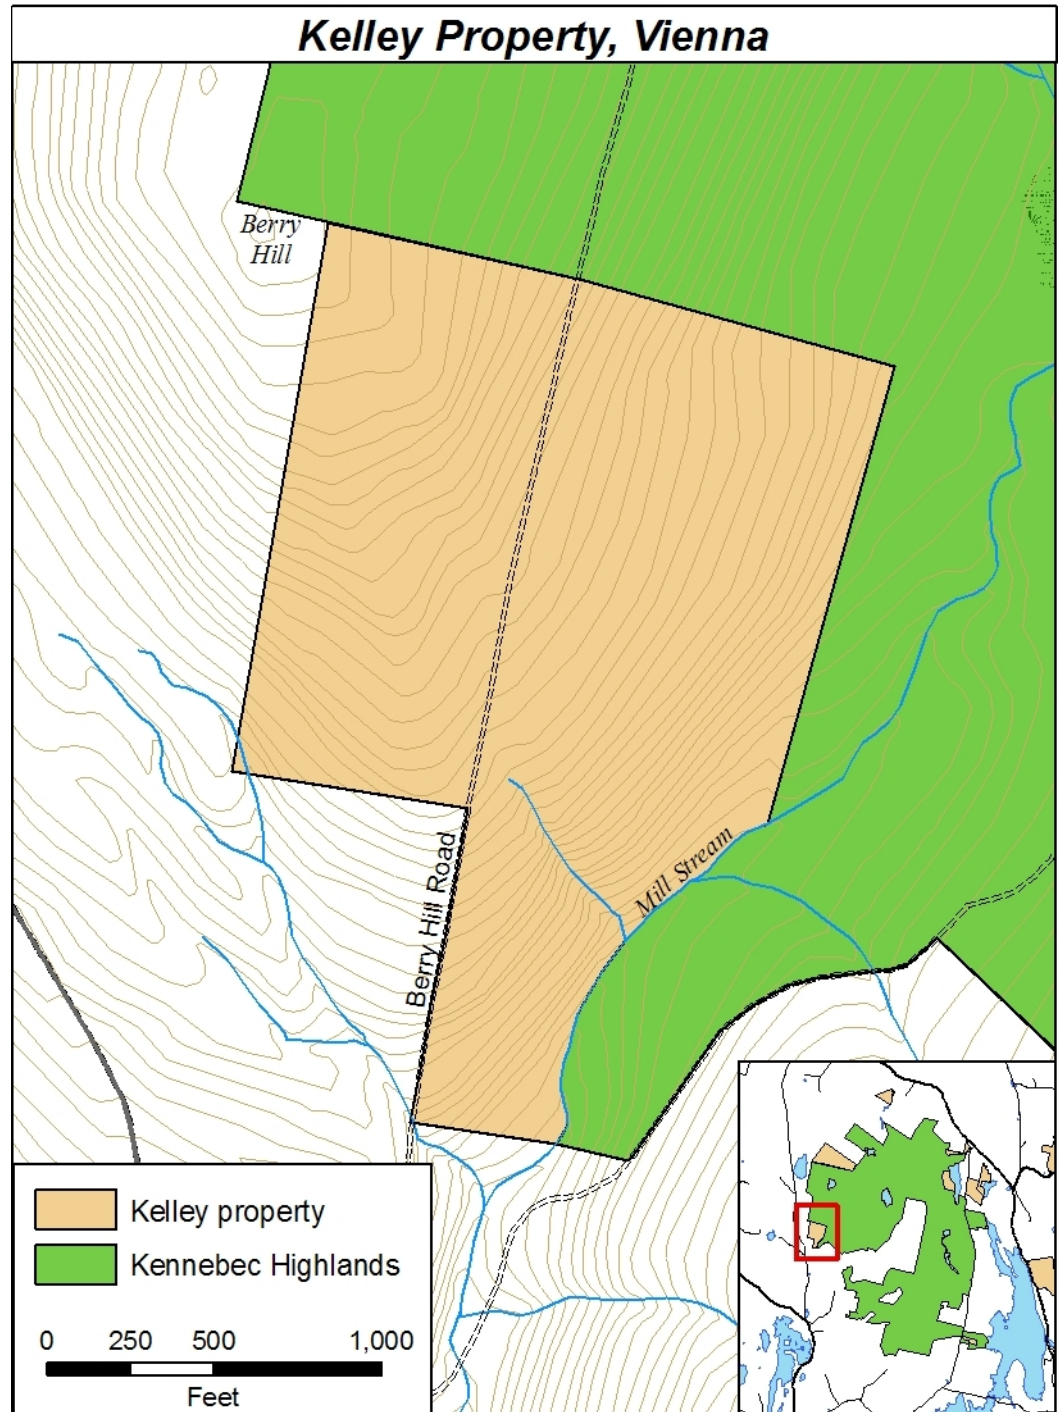 Kelley Property, Vienna
Berry
Hill
Mill Stream
Berry Hill Road
Kelley property
Kennebec Highlands
0 250 500 1,000
Feet